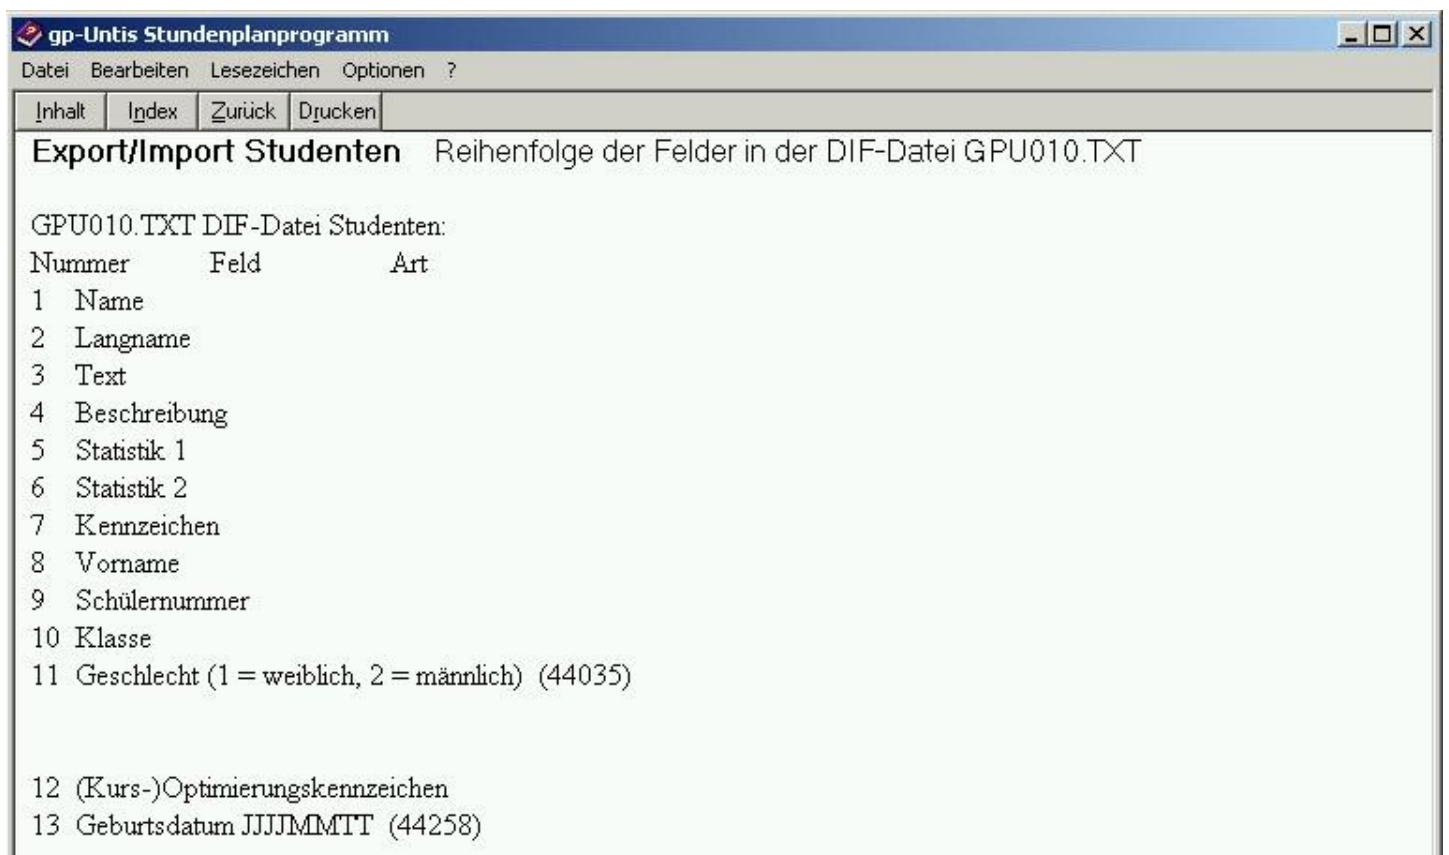 gp-Untis Stundenplanprogramm
Datei Bearbeiten Lesezeichen Optionen ?
Inhalt Index Zurück Drucken
Export/Import Studenten Reihenfolge der Felder in der DIF-Datei GPU010.TXT
GPU010.TXT DIF-Datei Studenten:
Nummer Feld Art
1 Name
2 Langname
3 Text
4 Beschreibung
5 Statistik 1
6 Statistik 2
7 Kennzeichen
8 Vorname
9 Schülernummer
10 Klasse
11 Geschlecht (1 = weiblich, 2 = männlich) (44035)
12 (Kurs-)Optimierungskennzeichen
13 Geburtsdatum JJJJMMTT (44258)